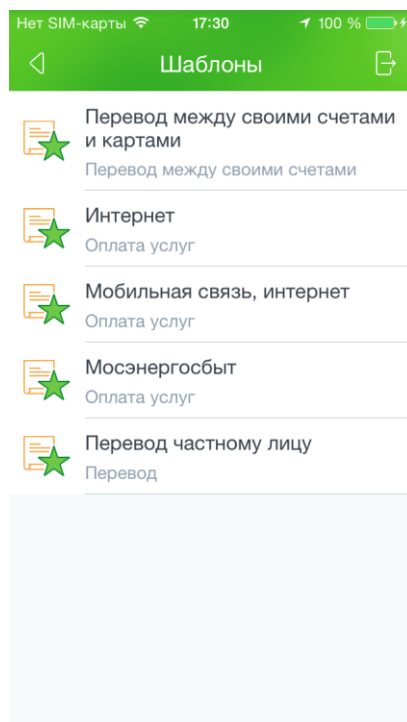 Нет SIM-карты 17:30 100 %
Шаблоны
Перевод между своими счетами
и картами
Перевод между своими счетами
Интернет
Оплата услуг
Мобильная связь, интернет
Оплата услуг
Мосэнергосбыт
Оплата услуг
Перевод частному лицу
Перевод